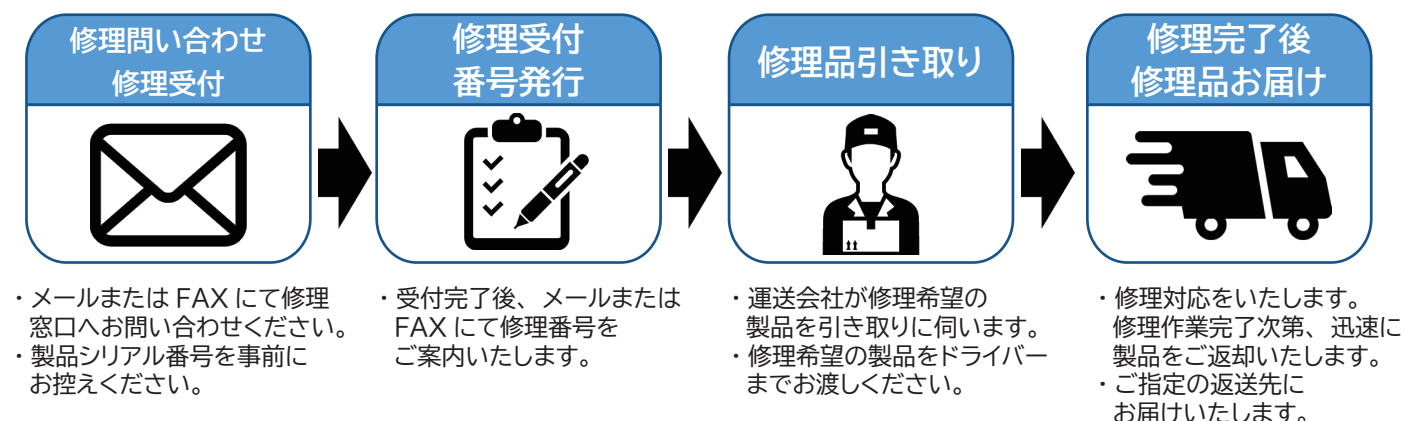 修理問い合わせ
修理受付
修理受付
番号発行
修理品引き取り
修理完了後
修理品お届け
・メールまたは FAX にて修理
窓口へお問い合わせください。
・製品シリアル番号を事前に
お控えください。
・受付完了後、メールまたは
FAX にて修理番号を
ご案内いたします。
・運送会社が修理希望の
製品を引き取りに伺います。
・修理希望の製品をドライバー
までお渡しください。
・修理対応をいたします。
修理作業完了次第、迅速に
製品をご返却いたします。
・ご指定の返送先に
お届けいたします。